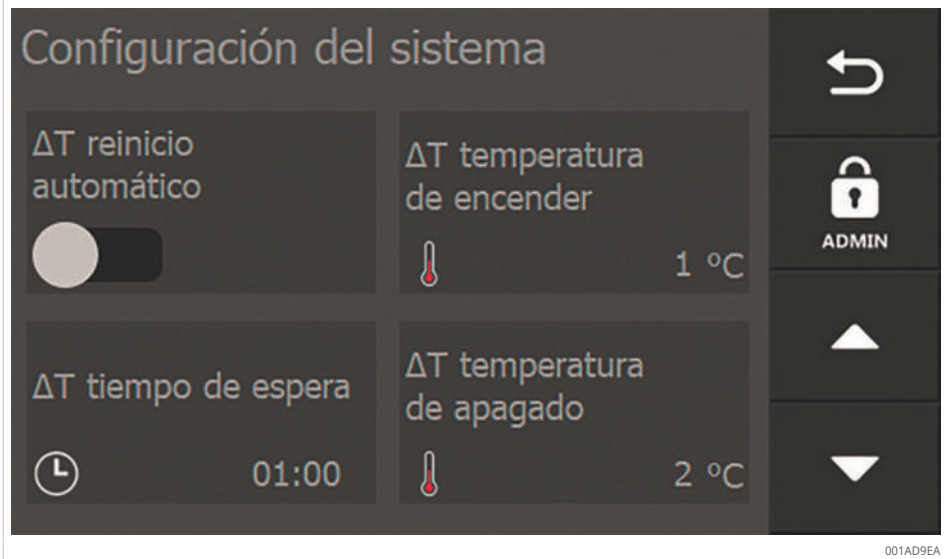 Configuración del sistema
ΔT reinicio
automático
ΔT temperatura
de encender
1 ºC
ΔT tiempo de espera
01:00
ΔT temperatura
de apagado
2 ºC
ADMIN
001AD9EA